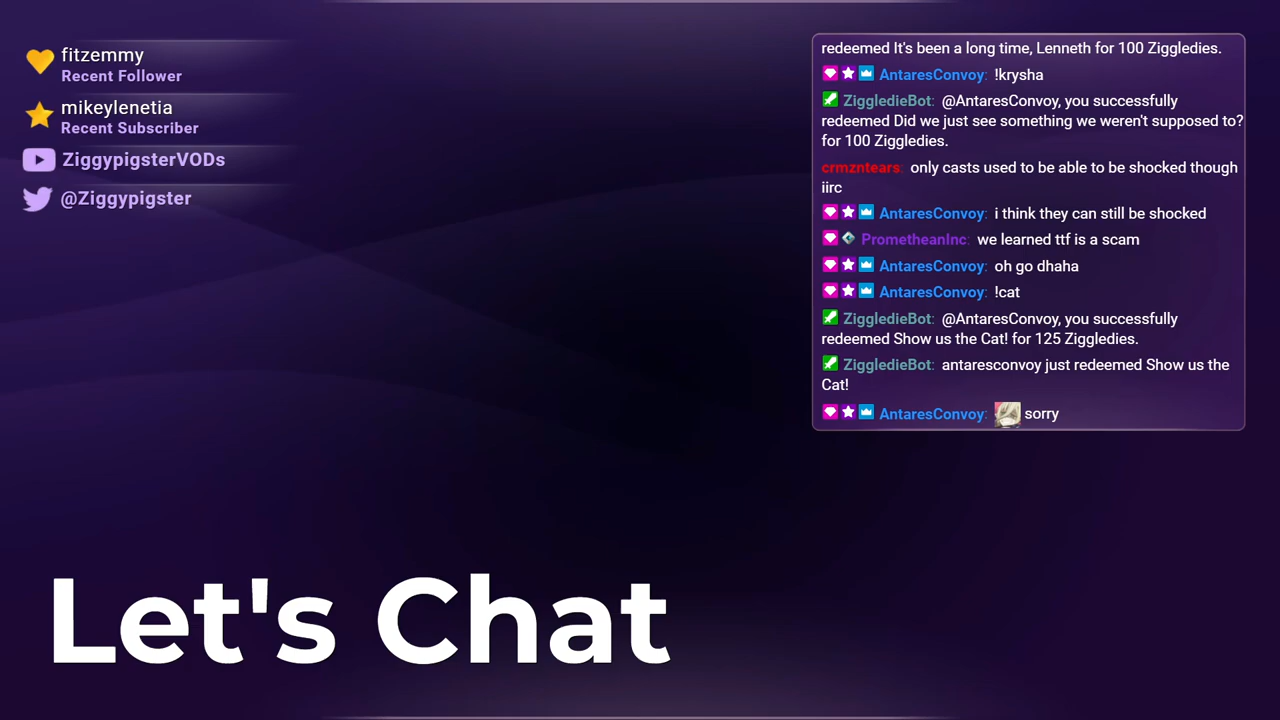 fitzemmy
Recent Follower
mikeylenetia
Recent Subscriber
ZiggypigsterVODs
@Ziggypigster
redeemed It's been a long time, Lenneth for 100 Ziggledies.
AntaresConvoy: !krysha
ZiggledieBot: @AntaresConvoy, you successfully
redeemed Did we just see something we weren't supposed to?
for 100 Ziggledies.
crmzntears: only casts used to be able to be shocked though
iirc
AntaresConvoy: i think they can still be shocked
PrometheanInc: we learned ttf is a scam
AntaresConvoy: oh go dhaha
AntaresConvoy: !cat
ZiggledieBot: @AntaresConvoy, you successfully
redeemed Show us the Cat! for 125 Ziggledies.
ZiggledieBot: antaresconvoy just redeemed Show us the
Cat!
AntaresConvoy: sorry
Let's Chat